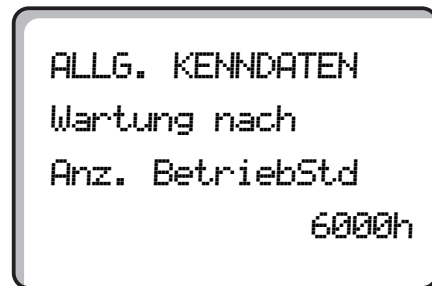 ALLG. KENNDATEN
Wartung nach
Anz. BetriebStd
6000h